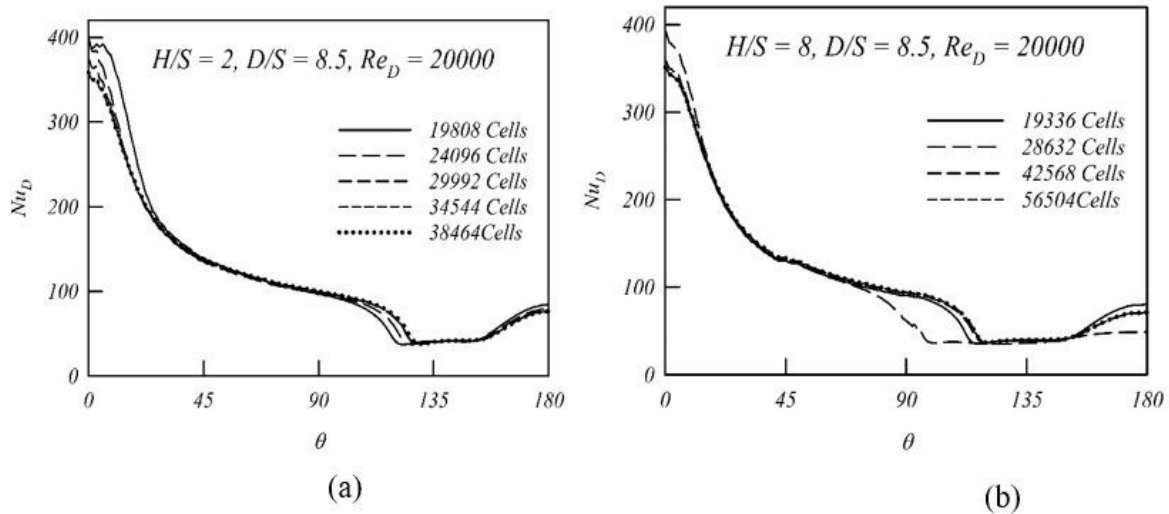 H/S = 2, D/S = 8.5, Re_D = 20000
Nu_D
400
300
200
100
0
19808 Cells
24096 Cells
29992 Cells
34544 Cells
38464Cells
0 45 90 135 180
θ
(a)
H/S = 8, D/S = 8.5, Re_D = 20000
Nu_D
400
300
200
100
0
19336 Cells
28632 Cells
42568 Cells
56504Cells
0 45 90 135 180
θ
(b)